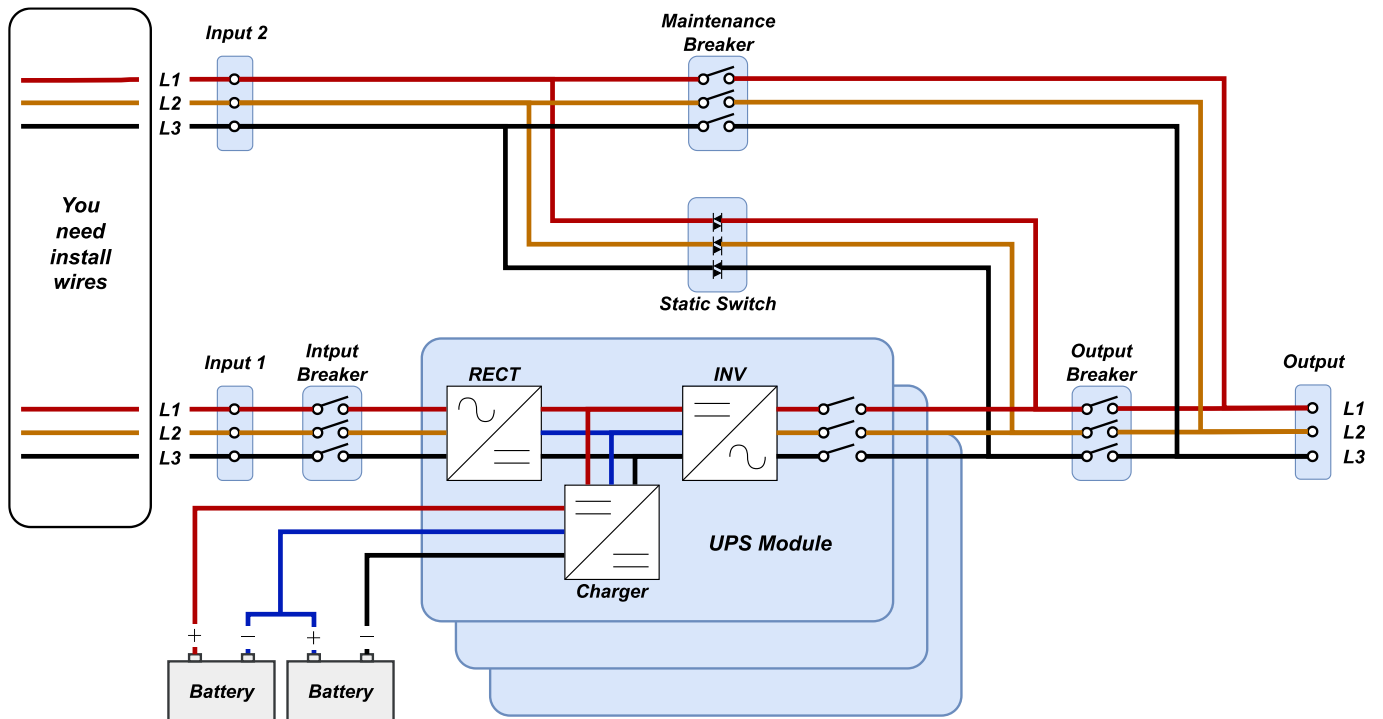 Input 2
Maintenance
Breaker
L1
L2
L3
You
need
install
wires
Static Switch
Input 1
Intput
Breaker
RECT
INV
Output
Breaker
Output
L1
L2
L3
L1
L2
L3
UPS Module
Charger
+
−
+
−
Battery
Battery